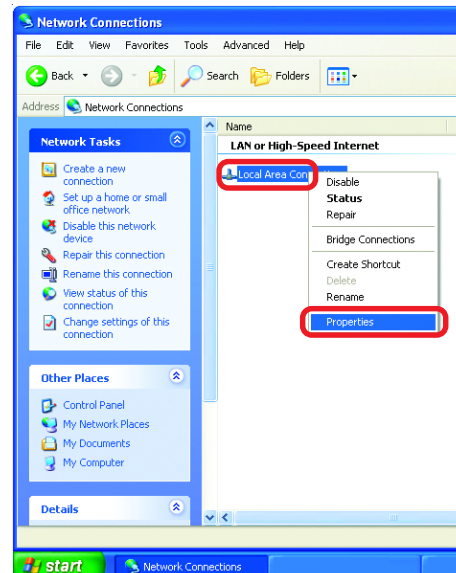 Network Connections
File Edit View Favorites Tools Advanced Help
Back Search Folders
Address Network Connections
Network Tasks
Create a new
connection
Set up a home or small
office network
Disable this network
device
Repair this connection
Rename this connection
View status of this
connection
Change settings of this
connection
Other Places
Control Panel
My Network Places
My Documents
My Computer
Details
Name
LAN or High-Speed Internet
Local Area Con
Disable
Status
Repair
Bridge Connections
Create Shortcut
Delete
Rename
Properties
start Network Connections